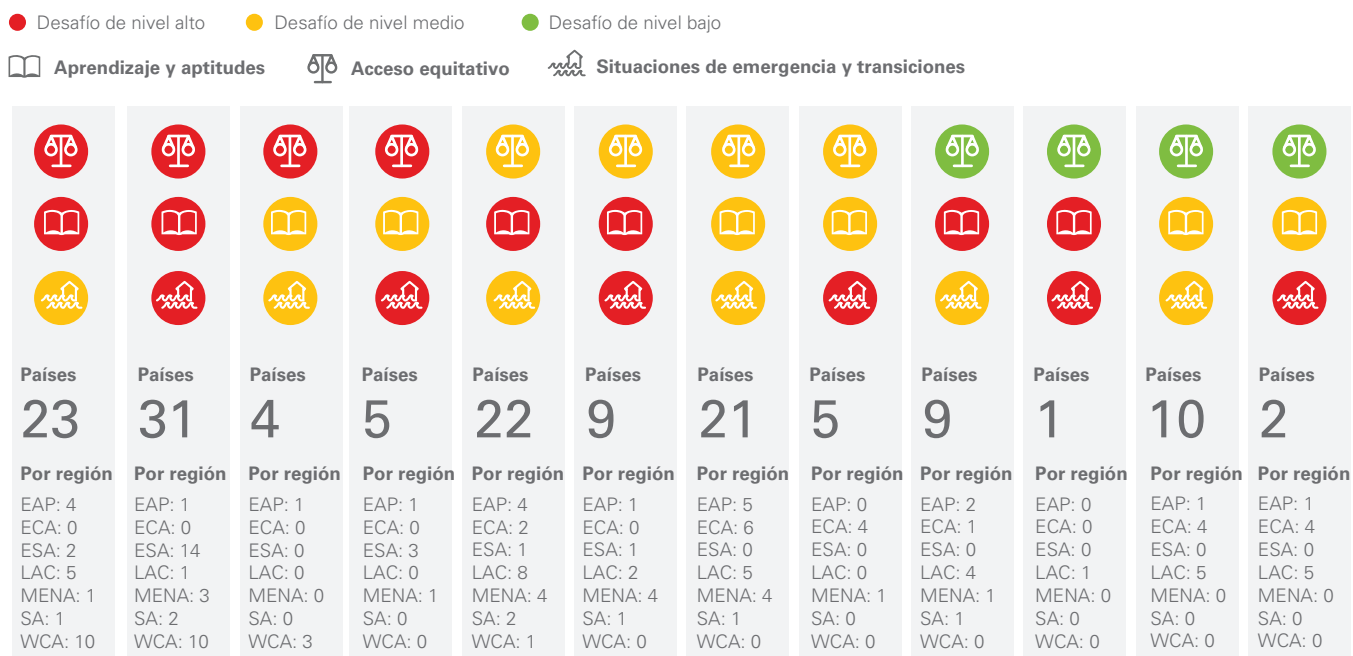 Desafío de nivel alto
Desafío de nivel medio
Desafío de nivel bajo
Aprendizaje y aptitudes
Acceso equitativo
Situaciones de emergencia y transiciones
Países
23
Por región
EAP: 4
ECA: 0
ESA: 2
LAC: 5
MENA: 1
SA: 1
WCA: 10
Países
31
Por región
EAP: 1
ECA: 0
ESA: 14
LAC: 1
MENA: 3
SA: 2
WCA: 10
Países
4
Por región
EAP: 1
ECA: 0
ESA: 0
LAC: 0
MENA: 0
SA: 0
WCA: 3
Países
5
Por región
EAP: 1
ECA: 0
ESA: 3
LAC: 0
MENA: 1
SA: 0
WCA: 0
Países
22
Por región
EAP: 4
ECA: 2
ESA: 1
LAC: 8
MENA: 4
SA: 2
WCA: 1
Países
9
Por región
EAP: 1
ECA: 0
ESA: 1
LAC: 2
MENA: 4
SA: 1
WCA: 0
Países
21
Por región
EAP: 5
ECA: 6
ESA: 0
LAC: 5
MENA: 4
SA: 1
WCA: 0
Países
5
Por región
EAP: 0
ECA: 4
ESA: 0
LAC: 0
MENA: 1
SA: 0
WCA: 0
Países
9
Por región
EAP: 2
ECA: 1
ESA: 0
LAC: 4
MENA: 1
SA: 1
WCA: 0
Países
1
Por región
EAP: 0
ECA: 0
ESA: 0
LAC: 1
MENA: 0
SA: 0
WCA: 0
Países
10
Por región
EAP: 1
ECA: 4
ESA: 0
LAC: 5
MENA: 0
SA: 0
WCA: 0
Países
2
Por región
EAP: 1
ECA: 4
ESA: 0
LAC: 5
MENA: 0
SA: 0
WCA: 0